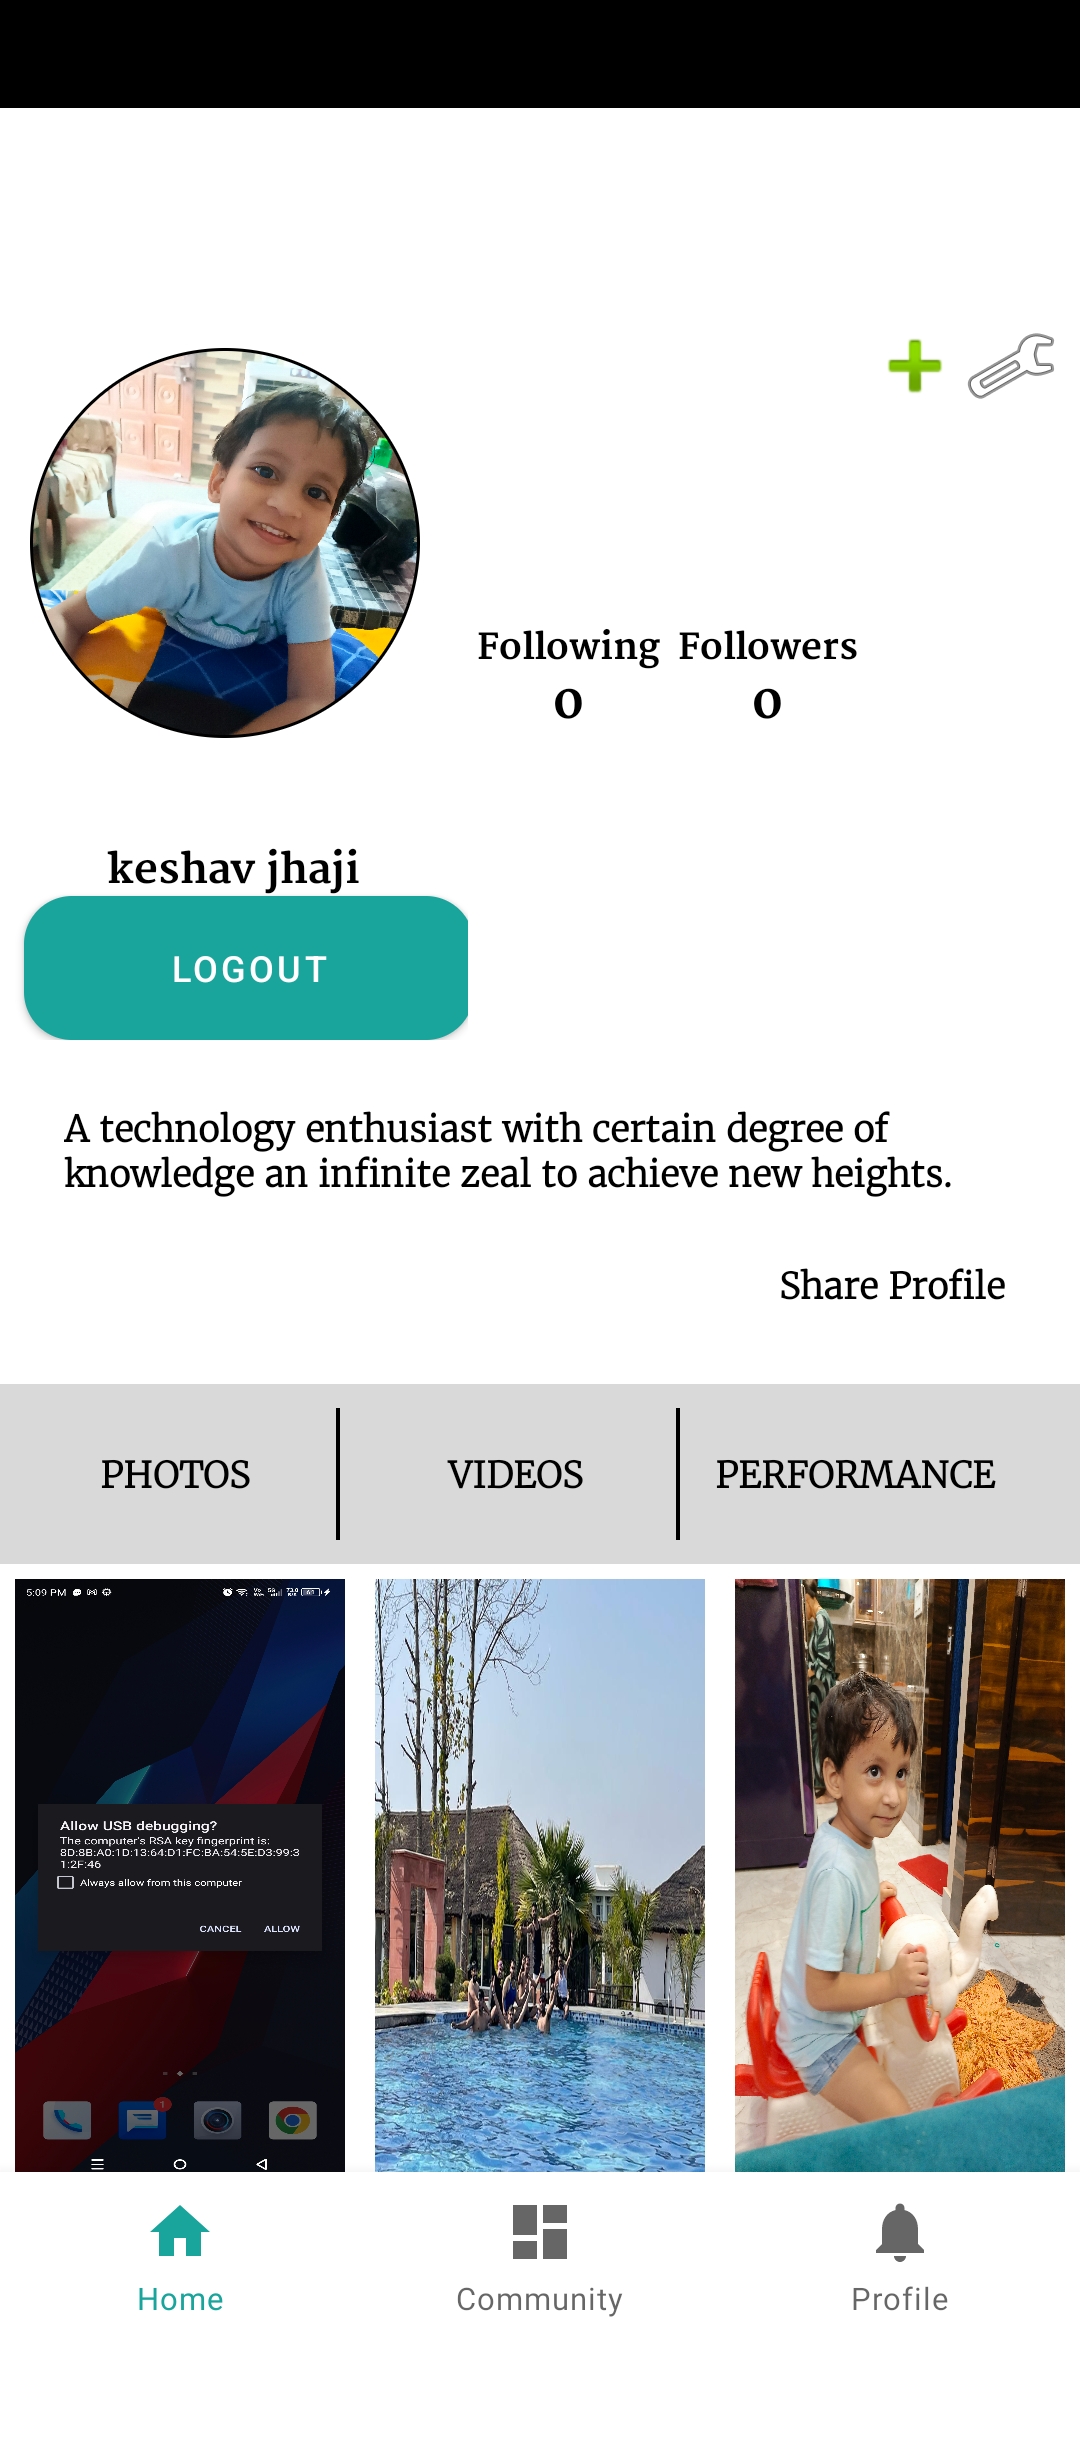 Following Followers
0 0
keshav jhaji
LOGOUT
A technology enthusiast with certain degree of
knowledge an infinite zeal to achieve new heights.
Share Profile
PHOTOS VIDEOS PERFORMANCE
5:09 PM
Allow USB debugging?
The computer's RSA key fingerprint is:
8D:8B:A0:1D:13:64:D1:FC:BA:54:5E:D3:99:3
1:2F:46
Always allow from this computer
CANCEL ALLOW
1
Home Community Profile